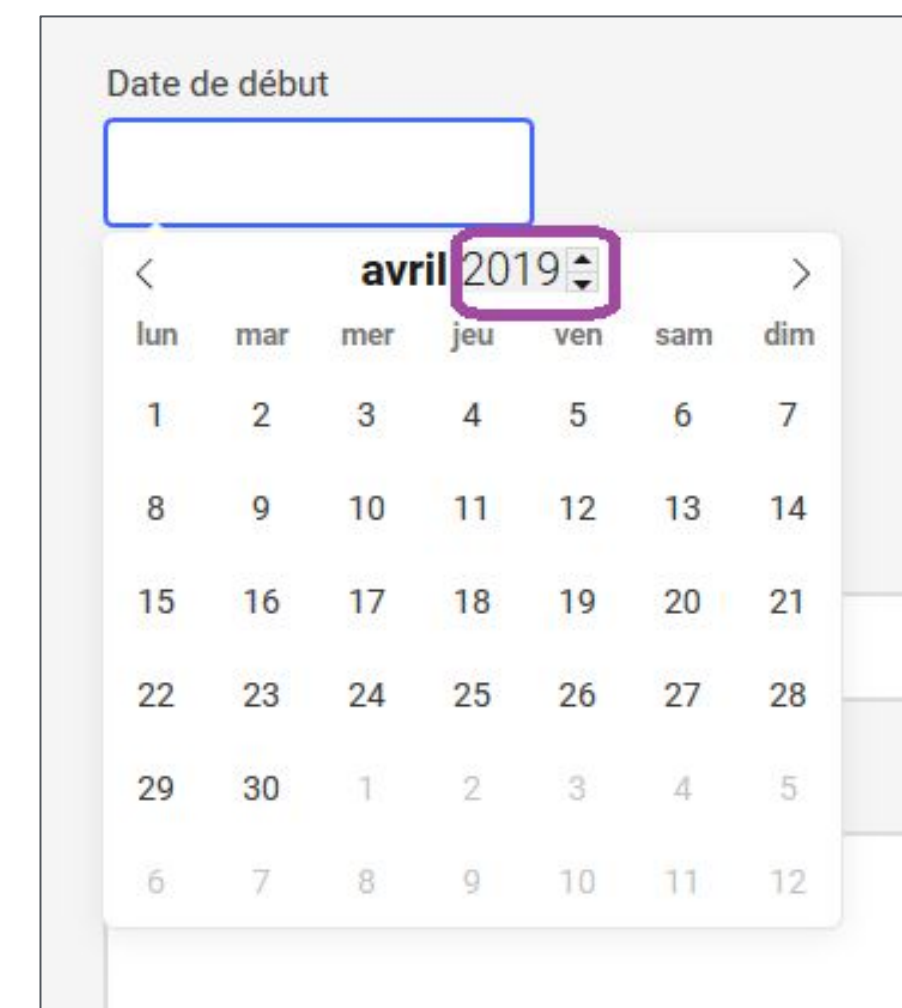 Date de début
avril 2019
lun mar mer jeu ven sam dim
1 2 3 4 5 6 7
8 9 10 11 12 13 14
15 16 17 18 19 20 21
22 23 24 25 26 27 28
29 30 1 2 3 4 5
6 7 8 9 10 11 12